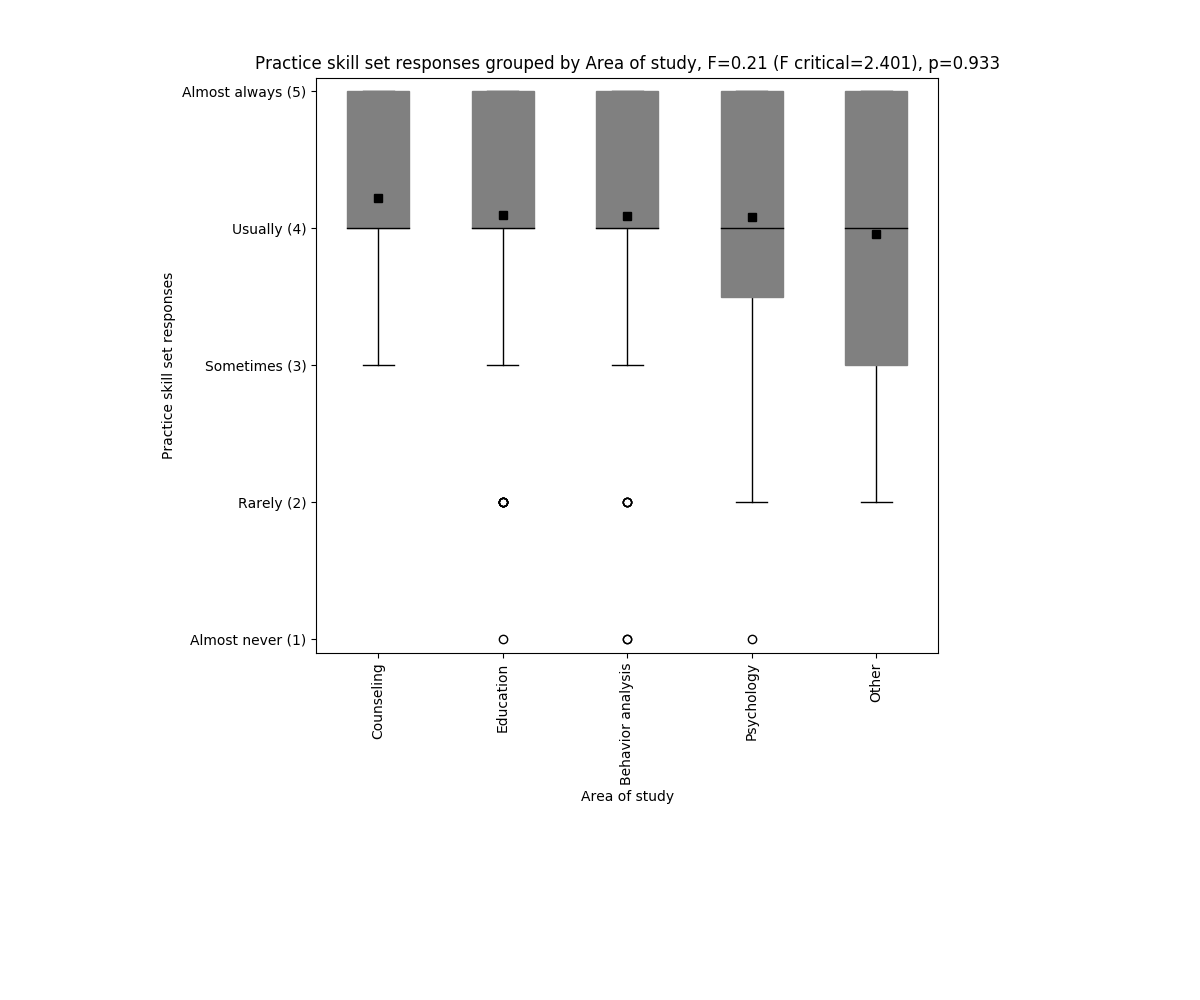 Practice skill set responses grouped by Area of study, F=0.21 (F critical=2.401), p=0.933
Almost always (5)
Usually (4)
Sometimes (3)
Rarely (2)
Almost never (1)
Practice skill set responses
Counseling
Education
Behavior analysis
Psychology
Other
Area of study